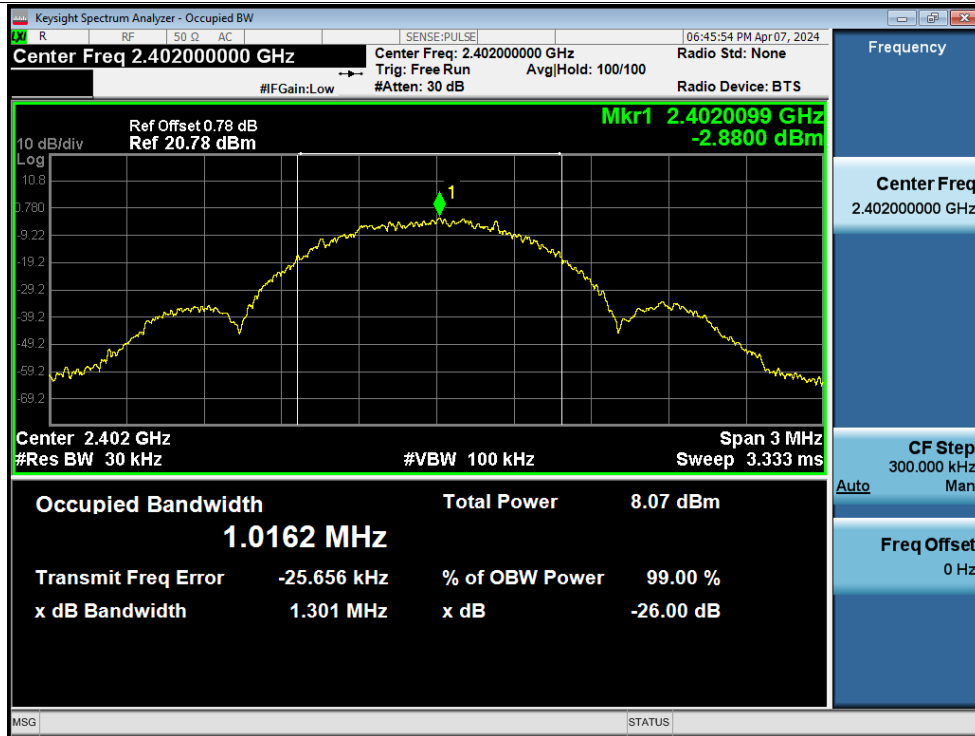 Keysight Spectrum Analyzer - Occupied BW
LXI R RF 50 Ω AC SENSE:PULSE 06:45:54 PM Apr 07, 2024
Center Freq 2.402000000 GHz
Center Freq: 2.402000000 GHz Radio Std: None
Trig: Free Run Avg|Hold: 100/100
#IFGain:Low #Atten: 30 dB Radio Device: BTS
Frequency
Mkr1 2.4020099 GHz
-2.8800 dBm
Ref Offset 0.78 dB
10 dB/div Ref 20.78 dBm
Log
10.8
0.780
-9.22
-19.2
-29.2
-39.2
-49.2
-59.2
-69.2
1
Center 2.402 GHz Span 3 MHz
#Res BW 30 kHz #VBW 100 kHz Sweep 3.333 ms
Occupied Bandwidth Total Power 8.07 dBm
1.0162 MHz
Transmit Freq Error -25.656 kHz % of OBW Power 99.00 %
x dB Bandwidth 1.301 MHz x dB -26.00 dB
Center Freq
2.402000000 GHz
CF Step
300.000 kHz
Auto Man
Freq Offset
0 Hz
MSG STATUS